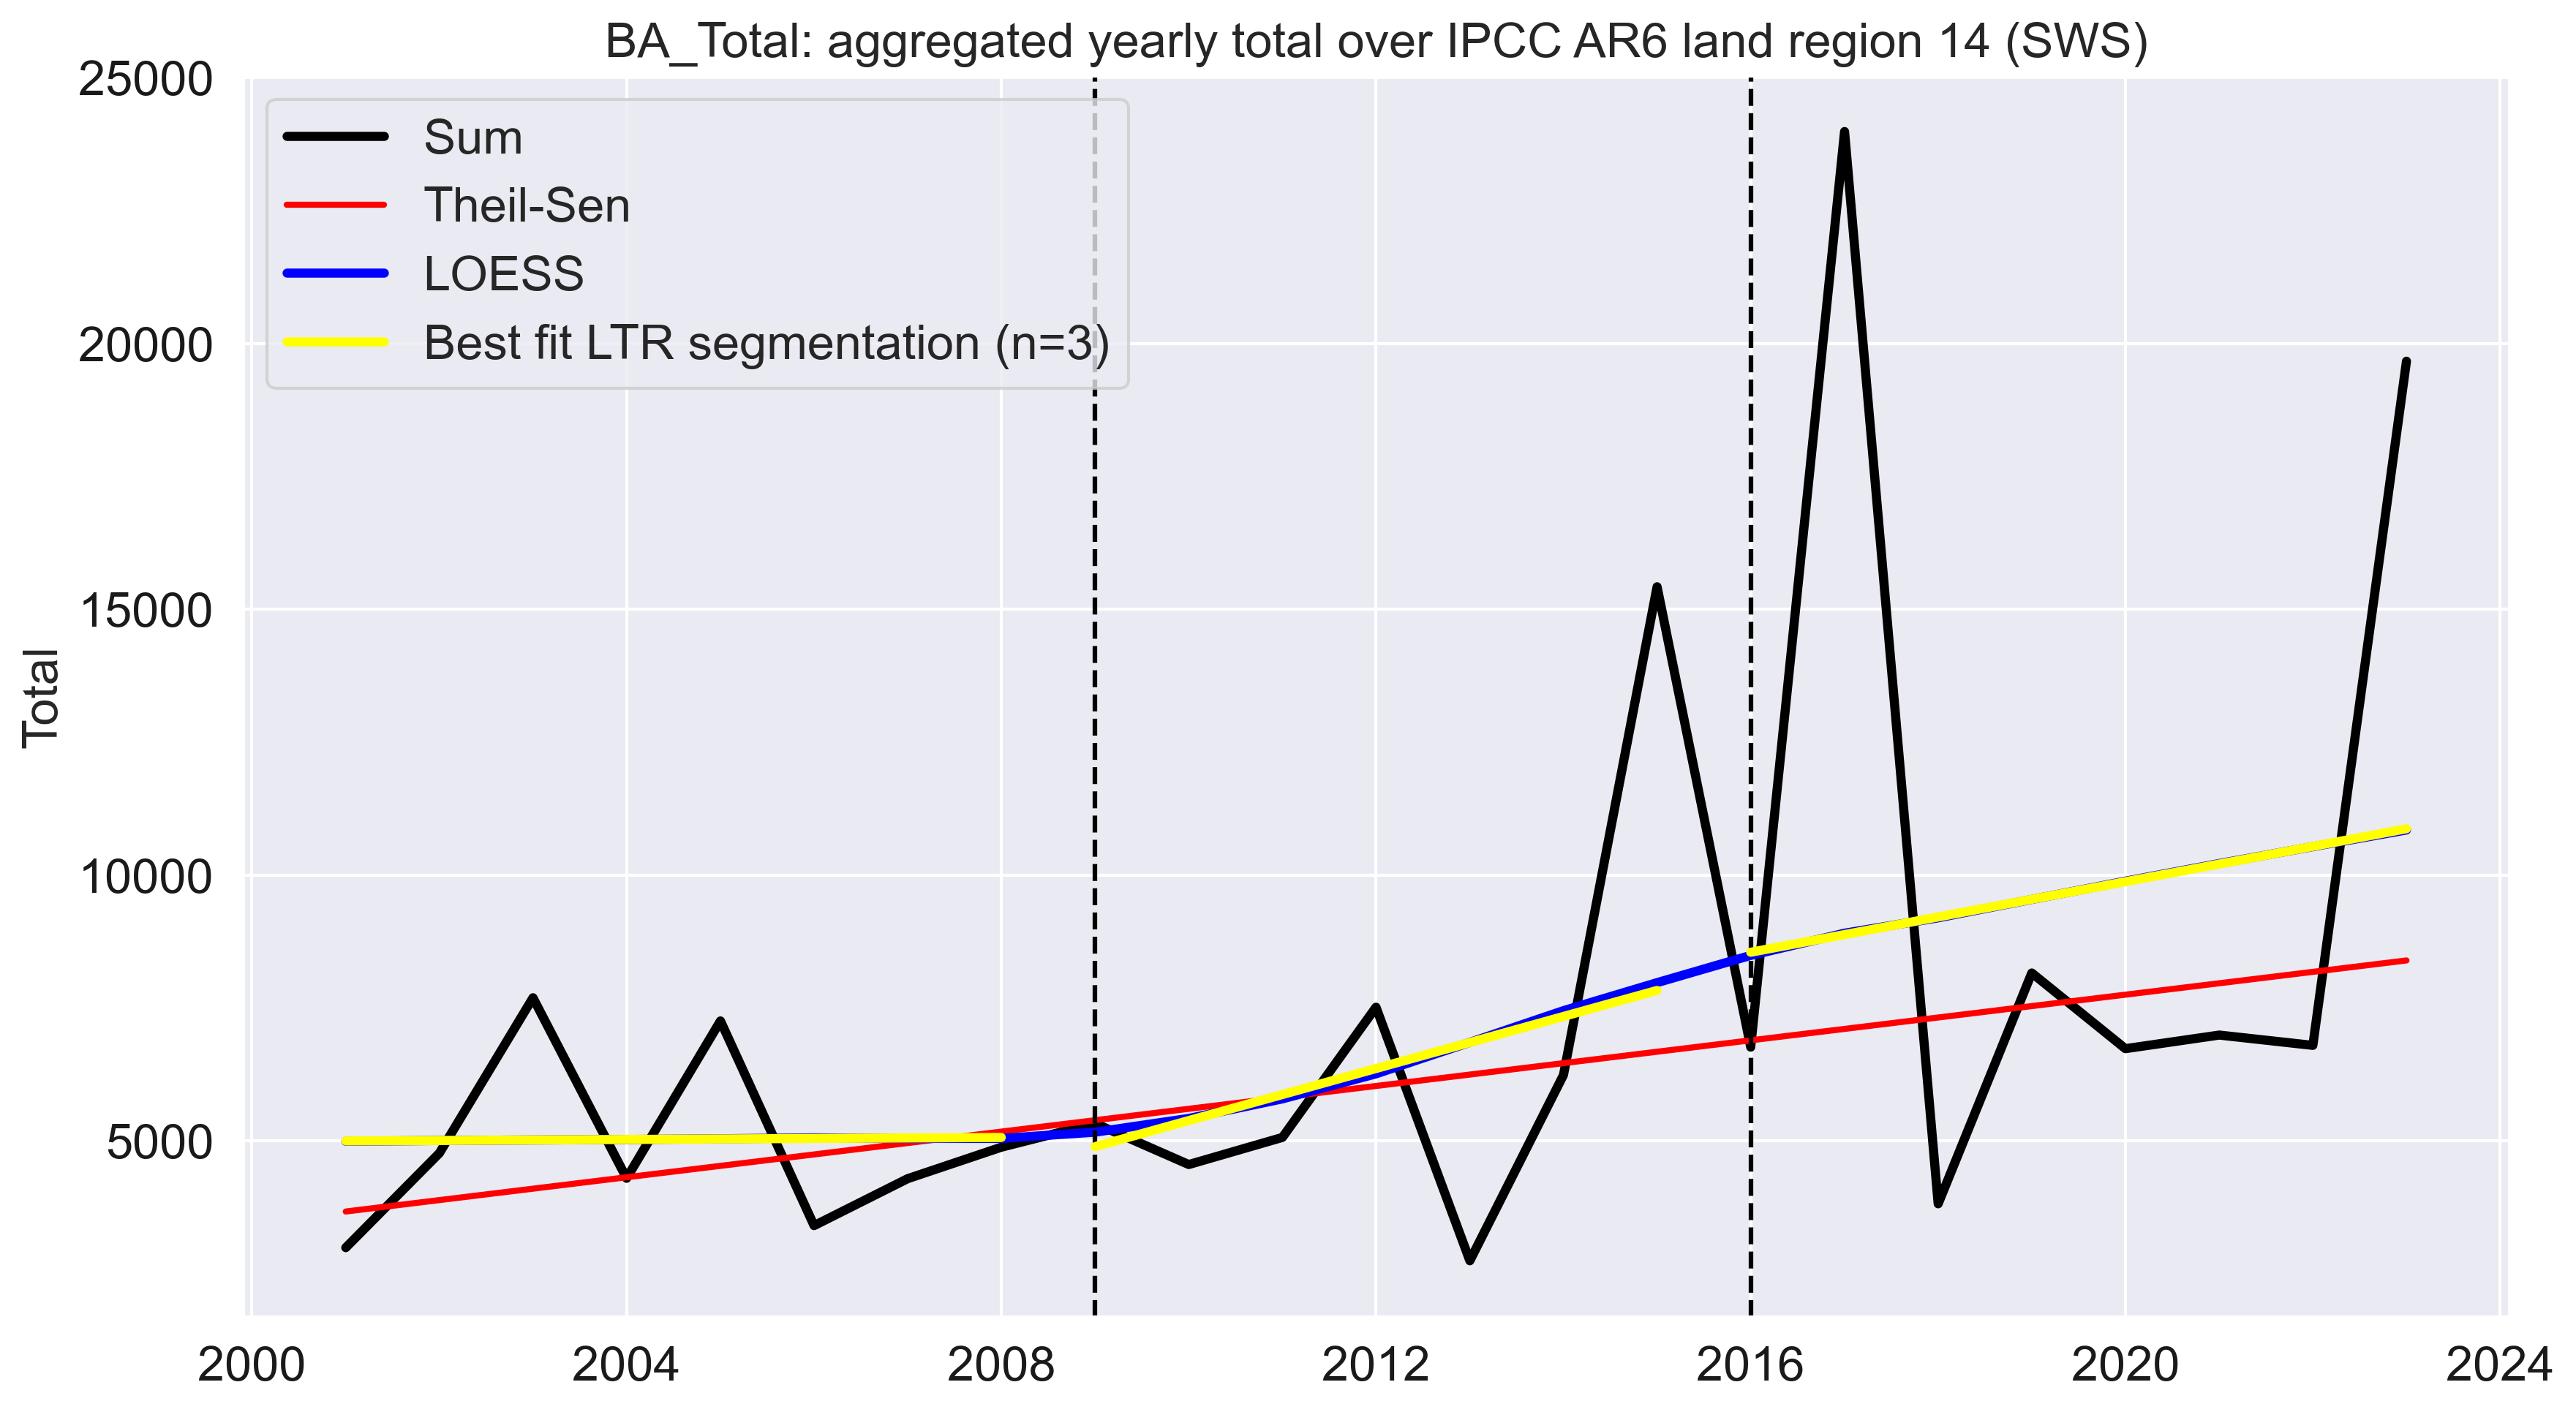 BA_Total: aggregated yearly total over IPCC AR6 land region 14 (SWS)
25000
20000
15000
10000
5000
Total
Sum
Theil-Sen
LOESS
Best fit LTR segmentation (n=3)
2000
2004
2008
2012
2016
2020
2024